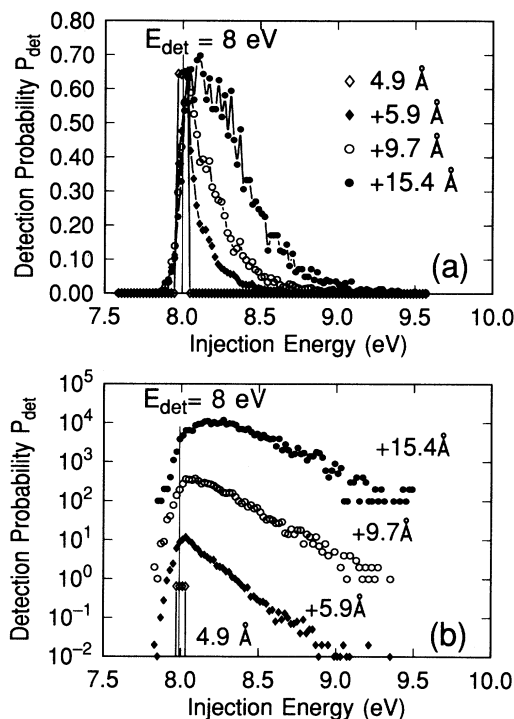 (a)
E_det = 8 eV
Detection Probability P_det
0.80
0.70
0.60
0.50
0.40
0.30
0.20
0.10
0.00
◇ 4.9 Å
◆ +5.9 Å
○ +9.7 Å
● +15.4 Å
7.5 8.0 8.5 9.0 9.5 10.0
Injection Energy (eV)
(b)
E_det = 8 eV
Detection Probability P_det
10^5
10^4
10^3
10^2
10^1
10^0
10^-1
10^-2
+15.4Å
+9.7Å
+5.9Å
4.9 Å
7.5 8.0 8.5 9.0 9.5 10.0
Injection Energy (eV)